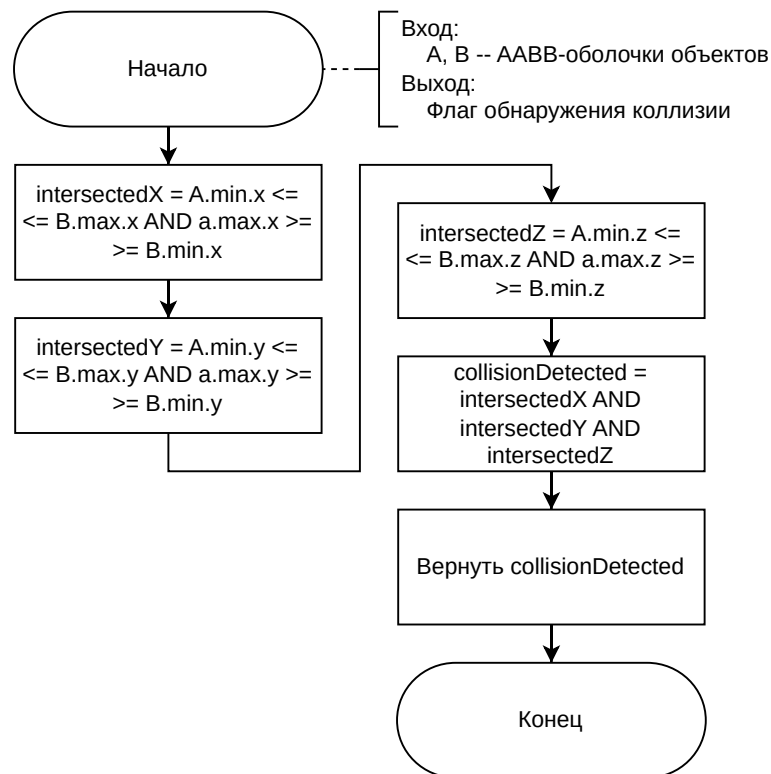 Начало
Вход:
A, B -- AABB-оболочки объектов
Выход:
Флаг обнаружения коллизии
intersectedX = A.min.x <=
<= B.max.x AND a.max.x >=
>= B.min.x
intersectedY = A.min.y <=
<= B.max.y AND a.max.y >=
>= B.min.y
intersectedZ = A.min.z <=
<= B.max.z AND a.max.z >=
>= B.min.z
collisionDetected =
intersectedX AND
intersectedY AND
intersectedZ
Вернуть collisionDetected
Конец